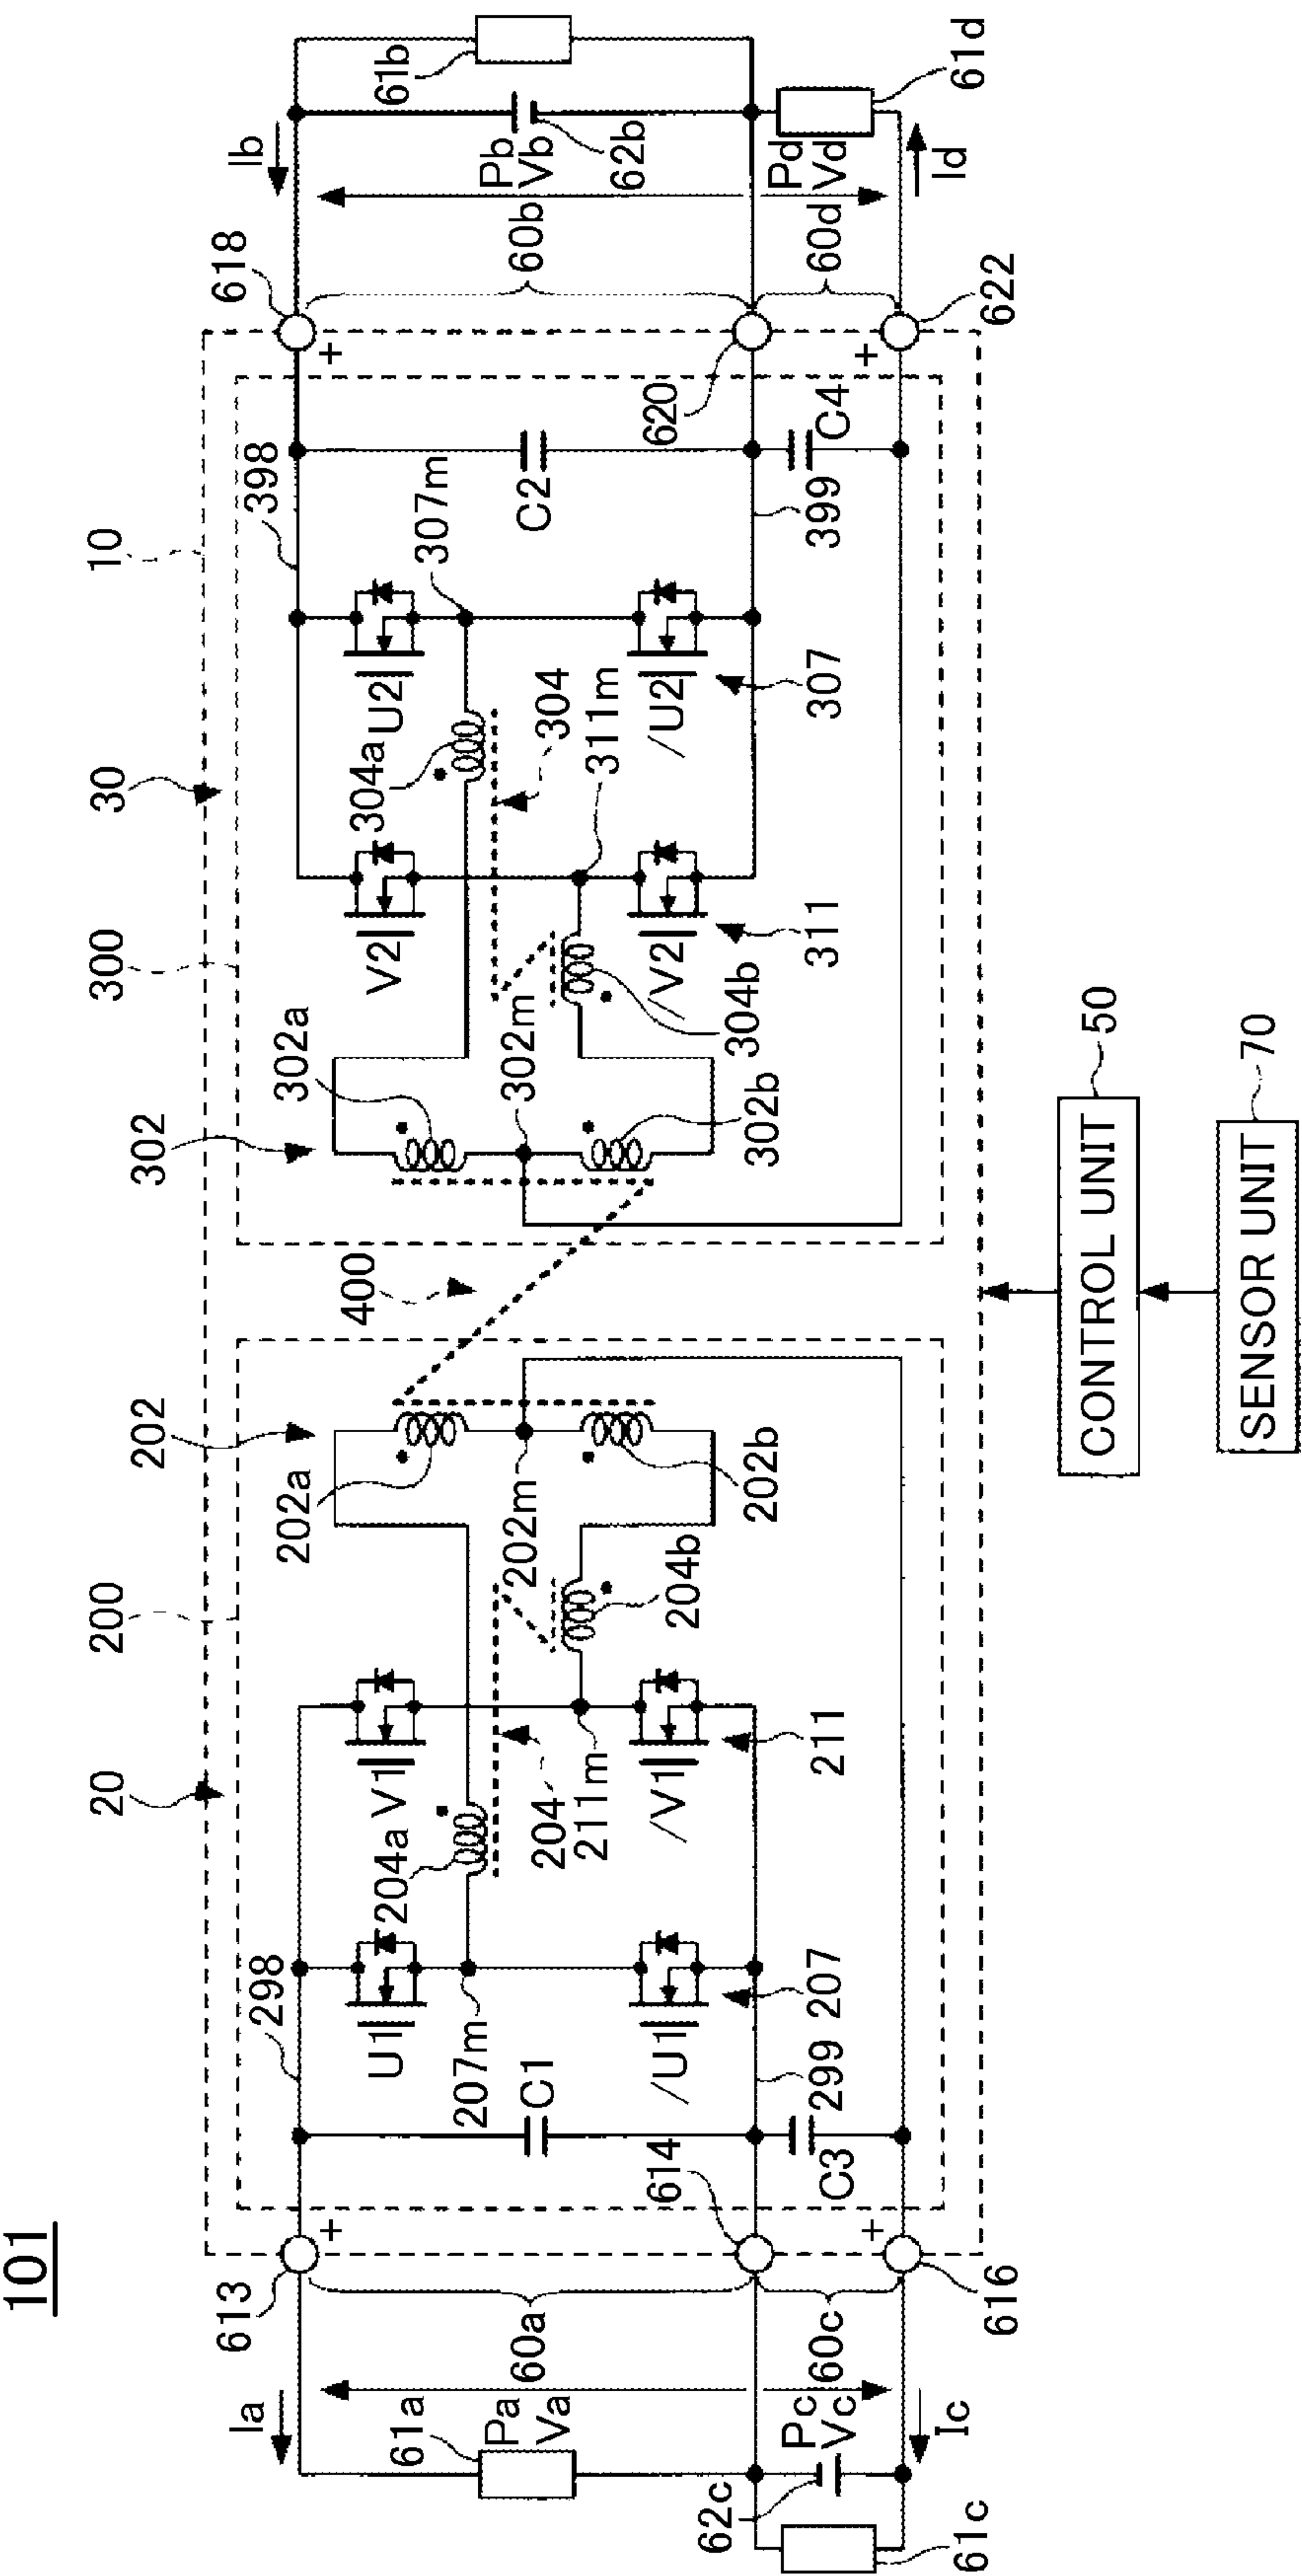 101
10
20
200
202
400
302
300
30
613
298
U1
204a
V1
202a
302a
V2
304a
U2
398
618
Ib
Ia
61a
Pa
Va
60a
+
C1
207m
204
211m
202m
204b
302m
304
311m
307m
C2
+
60b
Pb
Vb
62b
61b
614
299
/U1
207
/V1
211
202b
302b
304b
/V2
311
/U2
307
399
620
62c
Pc
Vc
60c
+
C3
C4
+
60d
Pd
Vd
61c
Ic
616
622
Id
61d
CONTROL UNIT
50
SENSOR UNIT
70